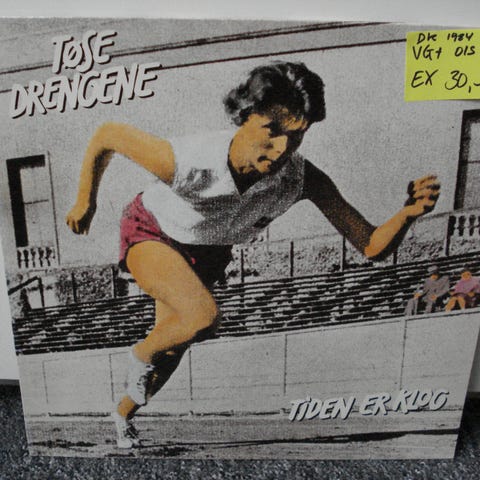 TØSE
DRENGENE
DK 1984
VG+ OIS
EX 30,-
TIDEN ER KLOG